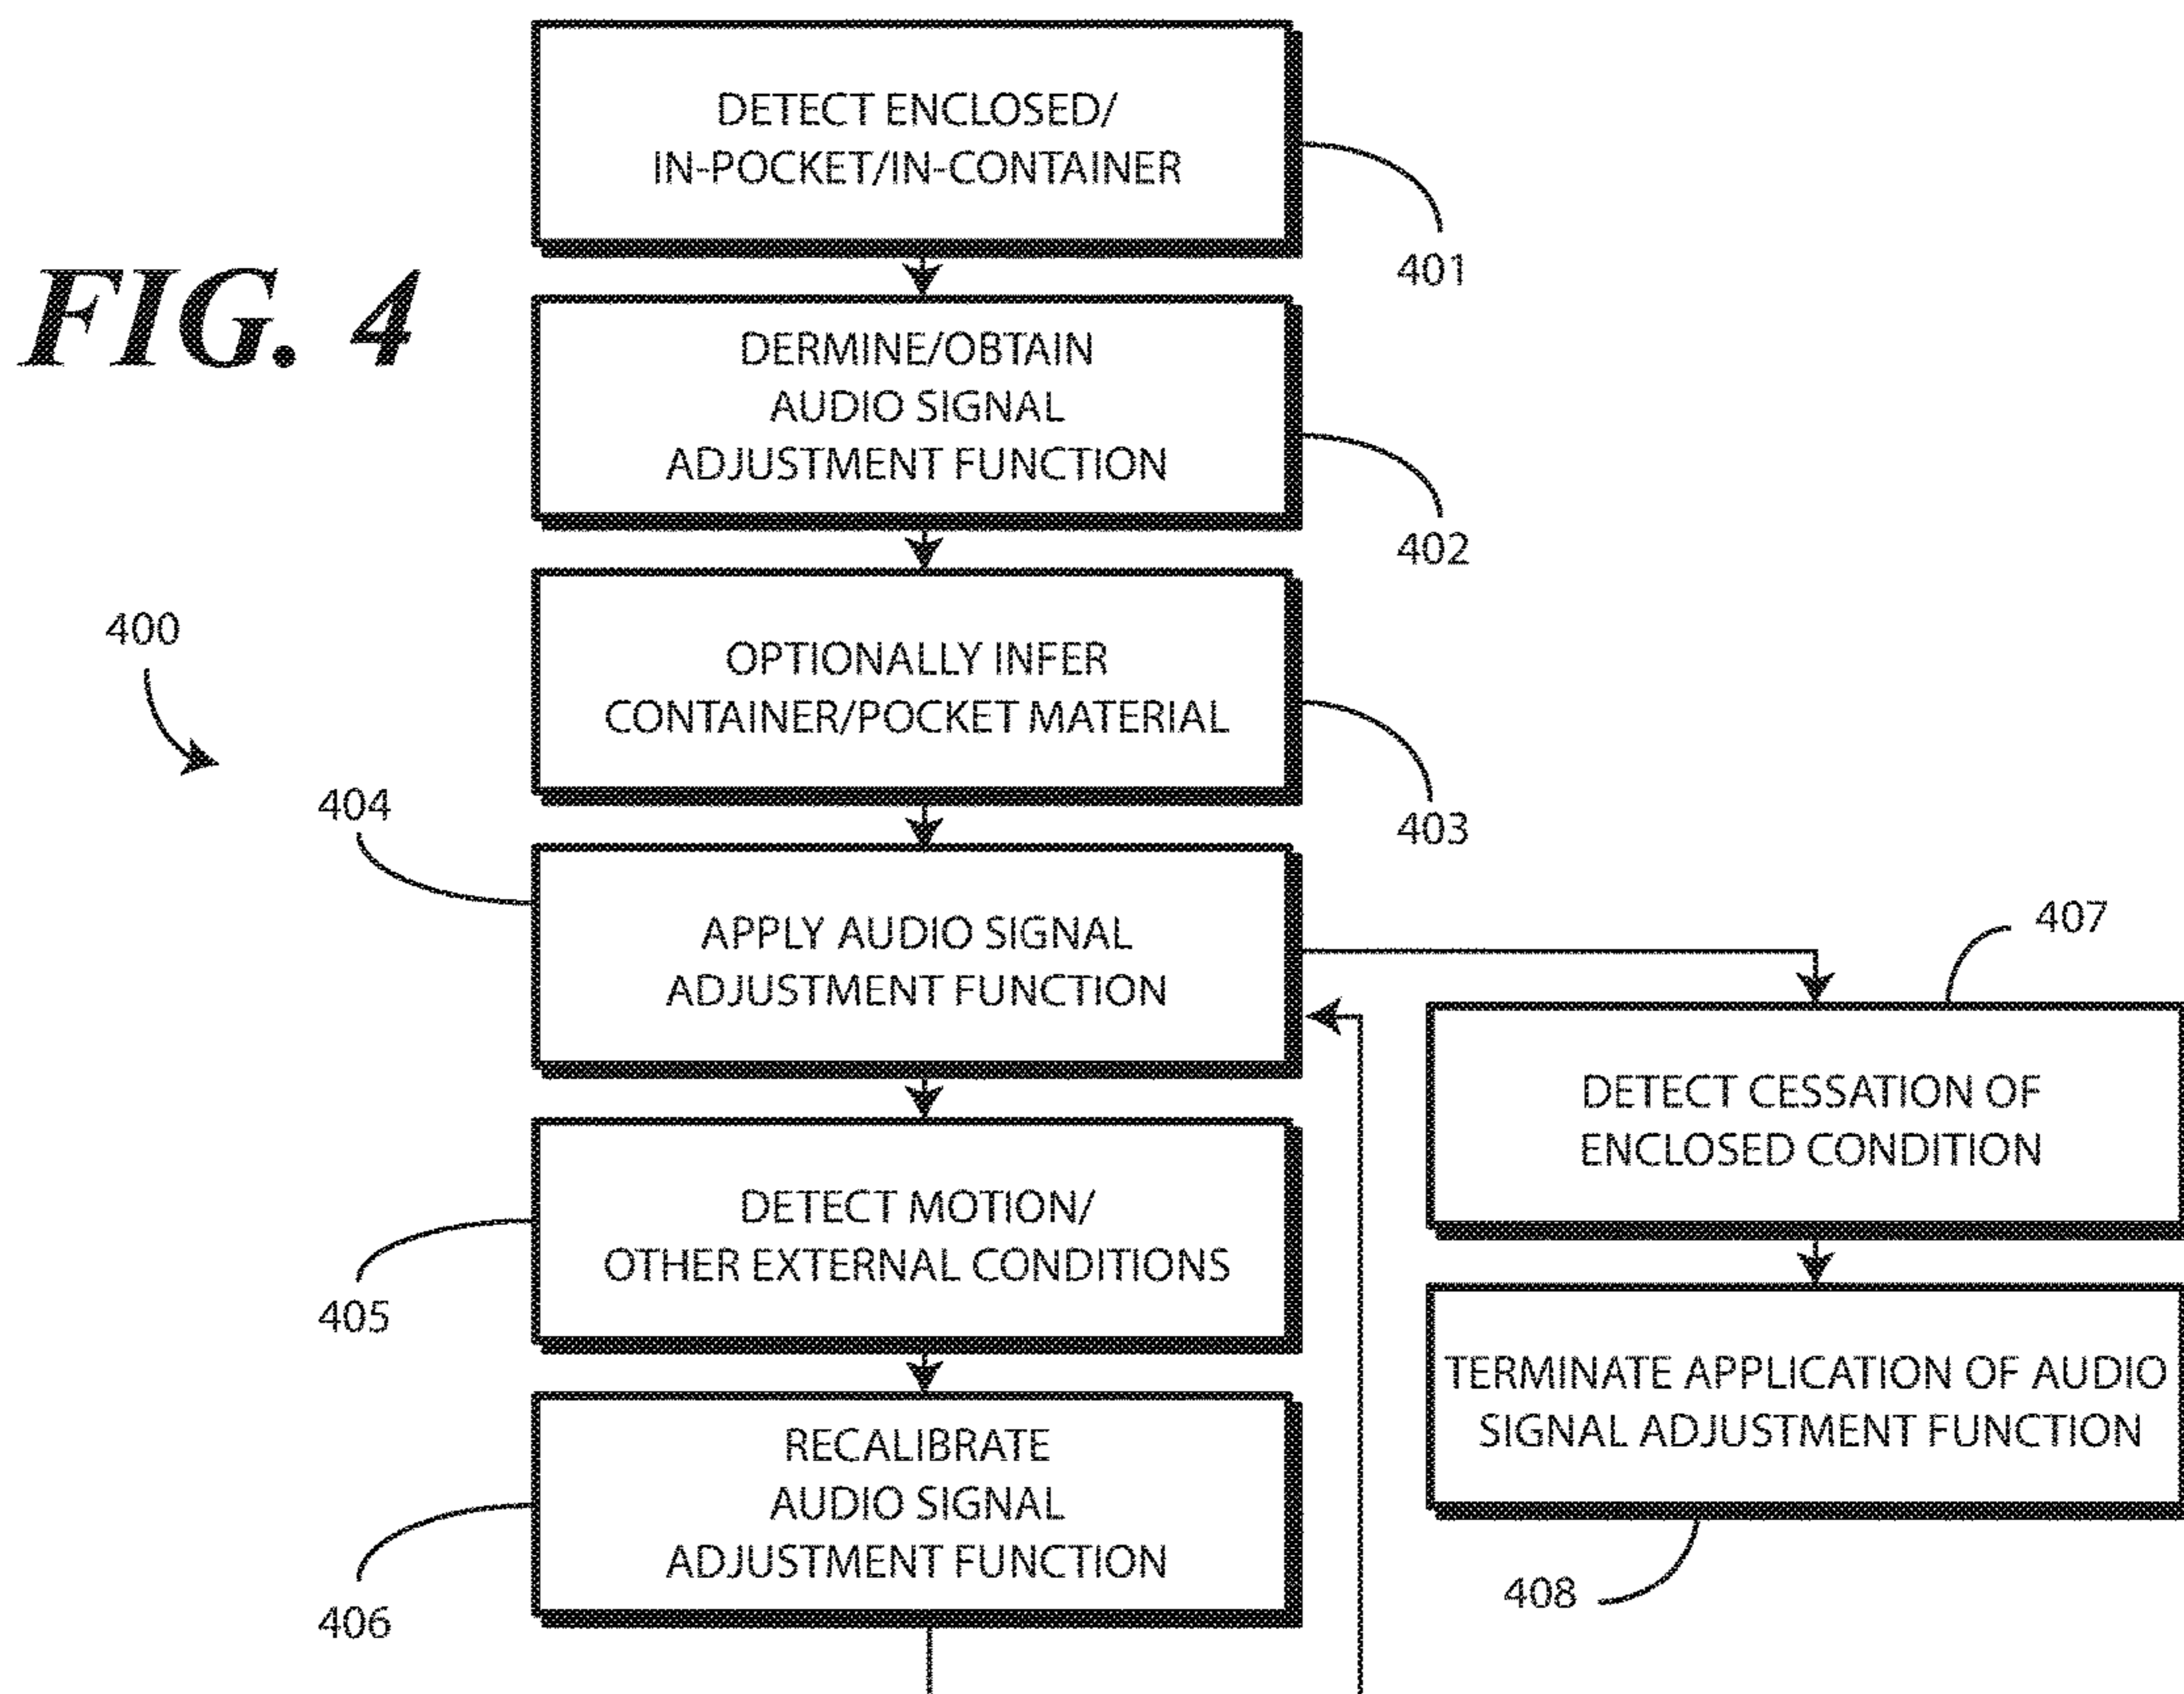 FIG. 4
400
DETECT ENCLOSED/
IN-POCKET/IN-CONTAINER
401
DERMINE/OBTAIN
AUDIO SIGNAL
ADJUSTMENT FUNCTION
402
OPTIONALLY INFER
CONTAINER/POCKET MATERIAL
403
404
APPLY AUDIO SIGNAL
ADJUSTMENT FUNCTION
DETECT MOTION/
OTHER EXTERNAL CONDITIONS
405
RECALIBRATE
AUDIO SIGNAL
ADJUSTMENT FUNCTION
406
407
DETECT CESSATION OF
ENCLOSED CONDITION
TERMINATE APPLICATION OF AUDIO
SIGNAL ADJUSTMENT FUNCTION
408